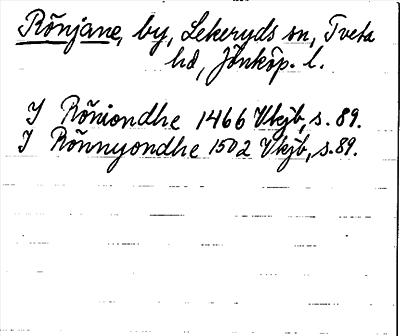 Rönjane, by, Lekeryds sn, Tveta
hd, Jönköp. l.
I Röniondhe 1466 Vkjb, s. 89.
I Rönnyondhe 1502 Vkjb, s. 89.